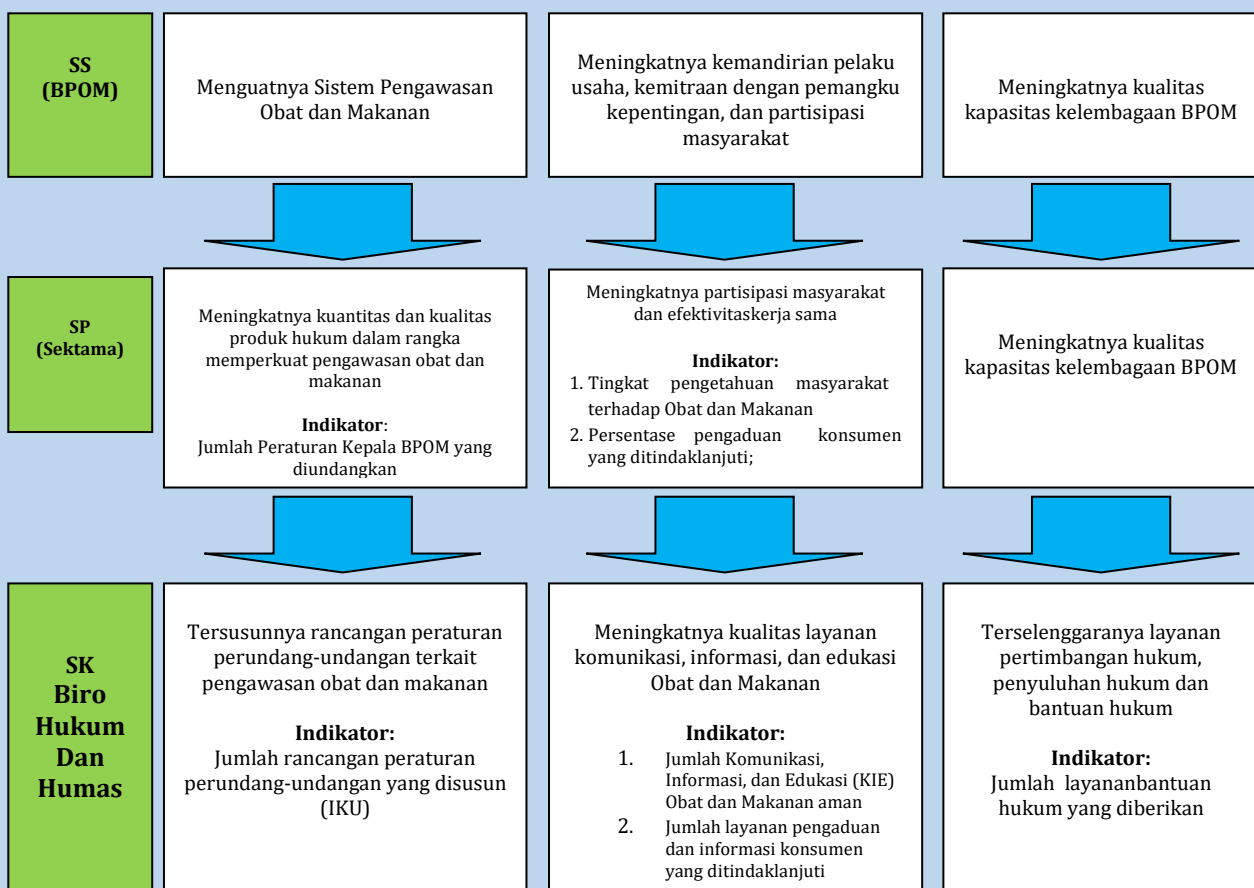 SS
(BPOM)
Menguatnya Sistem Pengawasan
Obat dan Makanan
Meningkatnya kemandirian pelaku
usaha, kemitraan dengan pemangku
kepentingan, dan partisipasi
masyarakat
Meningkatnya kualitas
kapasitas kelembagaan BPOM
SP
(Sektama)
Meningkatnya kuantitas dan kualitas
produk hukum dalam rangka
memperkuat pengawasan obat dan
makanan
Indikator:
Jumlah Peraturan Kepala BPOM yang
diundangkan
Meningkatnya partisipasi masyarakat
dan efektivitaskerja sama
Indikator:
1. Tingkat pengetahuan masyarakat
terhadap Obat dan Makanan
2. Persentase pengaduan konsumen
yang ditindaklanjuti;
Meningkatnya kualitas
kapasitas kelembagaan BPOM
SK
Biro
Hukum
Dan
Humas
Tersusunnya rancangan peraturan
perundang-undangan terkait
pengawasan obat dan makanan
Indikator:
Jumlah rancangan peraturan
perundang-undangan yang disusun
(IKU)
Meningkatnya kualitas layanan
komunikasi, informasi, dan edukasi
Obat dan Makanan
Indikator:
1. Jumlah Komunikasi,
Informasi, dan Edukasi (KIE)
Obat dan Makanan aman
2. Jumlah layanan pengaduan
dan informasi konsumen
yang ditindaklanjuti
Terselenggaranya layanan
pertimbangan hukum,
penyuluhan hukum dan
bantuan hukum
Indikator:
Jumlah layananbantuan
hukum yang diberikan